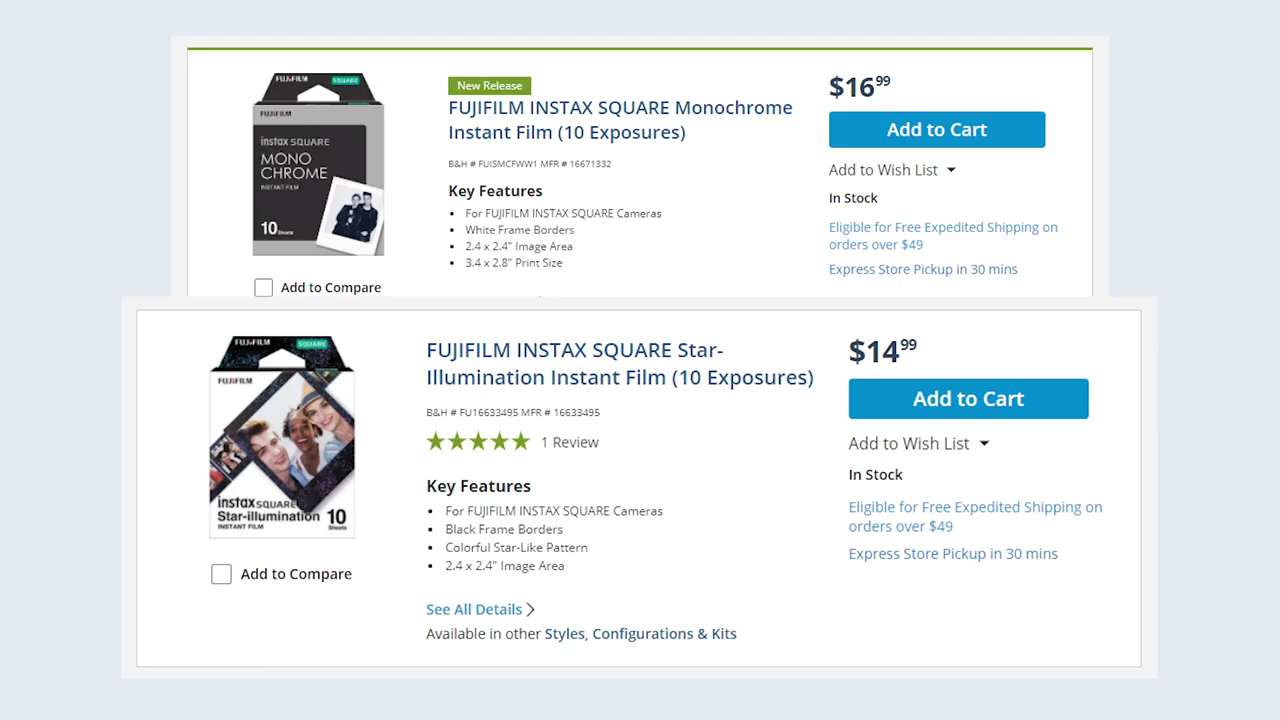 FUJIFILM SQUARE
FUJIFILM
instax SQUARE
MONO
CHROME
INSTANT FILM
10 Sheets
Add to Compare
New Release
FUJIFILM INSTAX SQUARE Monochrome
Instant Film (10 Exposures)
B&H # FUISMCFWW1 MFR # 16671332
Key Features
• For FUJIFILM INSTAX SQUARE Cameras
• White Frame Borders
• 2.4 x 2.4" Image Area
• 3.4 x 2.8" Print Size
$16 99
Add to Cart
Add to Wish List
In Stock
Eligible for Free Expedited Shipping on
orders over $49
Express Store Pickup in 30 mins
FUJIFILM SQUARE
FUJIFILM
instax SQUARE
Star-illumination
INSTANT FILM
10 Sheets
Add to Compare
FUJIFILM INSTAX SQUARE Star-
Illumination Instant Film (10 Exposures)
B&H # FU16633495 MFR # 16633495
1 Review
Key Features
• For FUJIFILM INSTAX SQUARE Cameras
• Black Frame Borders
• Colorful Star-Like Pattern
• 2.4 x 2.4" Image Area
See All Details
Available in other Styles, Configurations & Kits
$14 99
Add to Cart
Add to Wish List
In Stock
Eligible for Free Expedited Shipping on
orders over $49
Express Store Pickup in 30 mins